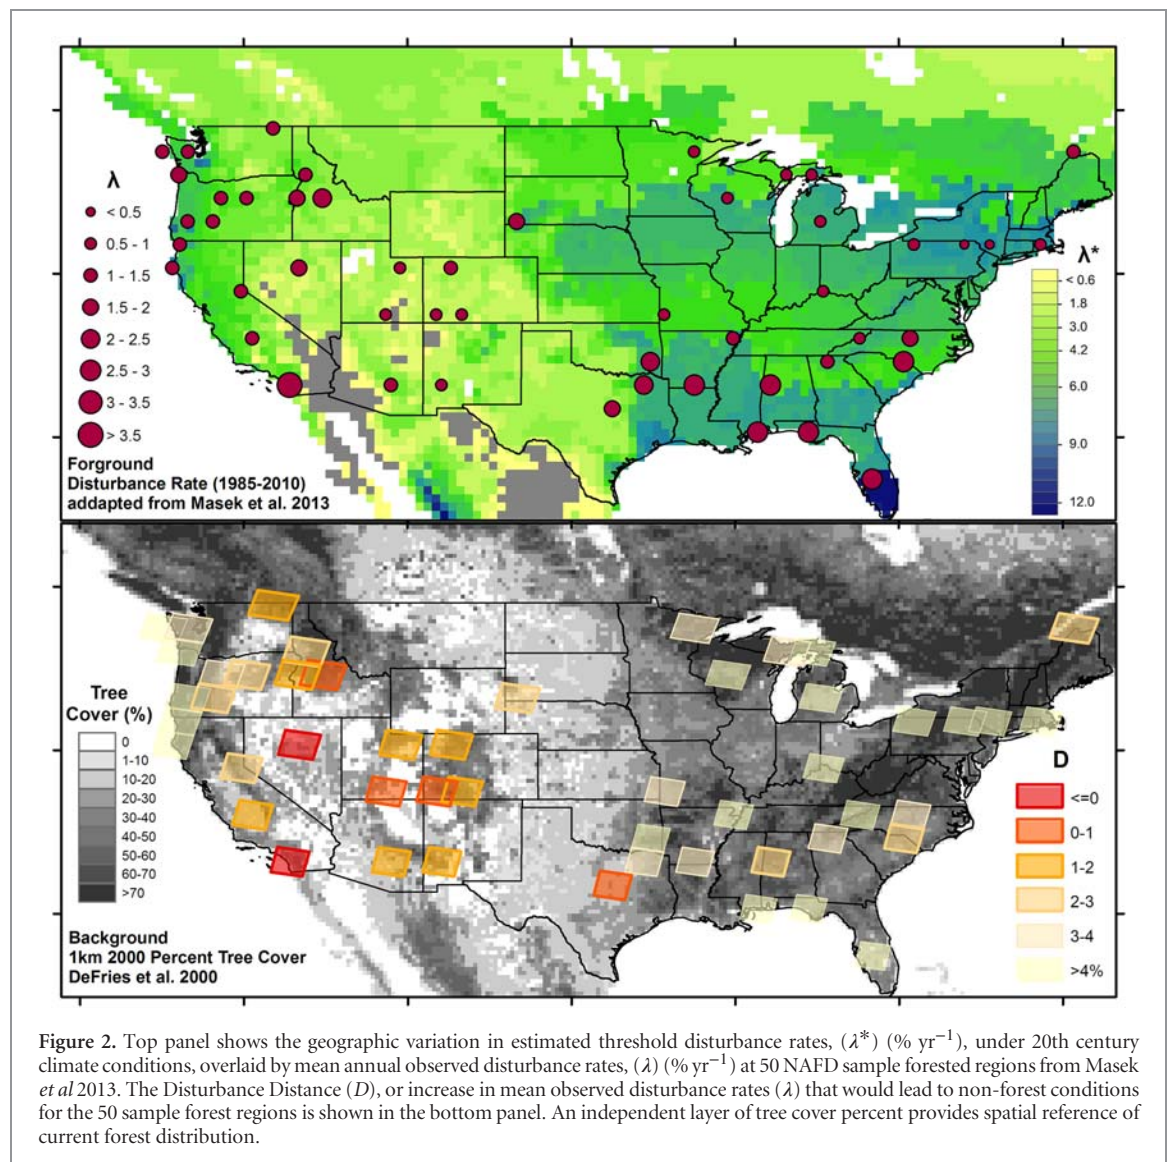 λ
< 0.5
0.5 - 1
1 - 1.5
1.5 - 2
2 - 2.5
2.5 - 3
3 - 3.5
> 3.5
Forground
Disturbance Rate (1985-2010)
addapted from Masek et al. 2013
λ*
< 0.6
1.8
3.0
4.2
6.0
9.0
12.0
Tree
Cover (%)
0
1-10
10-20
20-30
30-40
40-50
50-60
60-70
>70
Background
1km 2000 Percent Tree Cover
DeFries et al. 2000
D
<=0
0-1
1-2
2-3
3-4
>4%
Figure 2. Top panel shows the geographic variation in estimated threshold disturbance rates, (λ*) (% yr−1), under 20th century
climate conditions, overlaid by mean annual observed disturbance rates, (λ) (% yr−1) at 50 NAFD sample forested regions from Masek
et al 2013. The Disturbance Distance (D), or increase in mean observed disturbance rates (λ) that would lead to non-forest conditions
for the 50 sample forest regions is shown in the bottom panel. An independent layer of tree cover percent provides spatial reference of
current forest distribution.